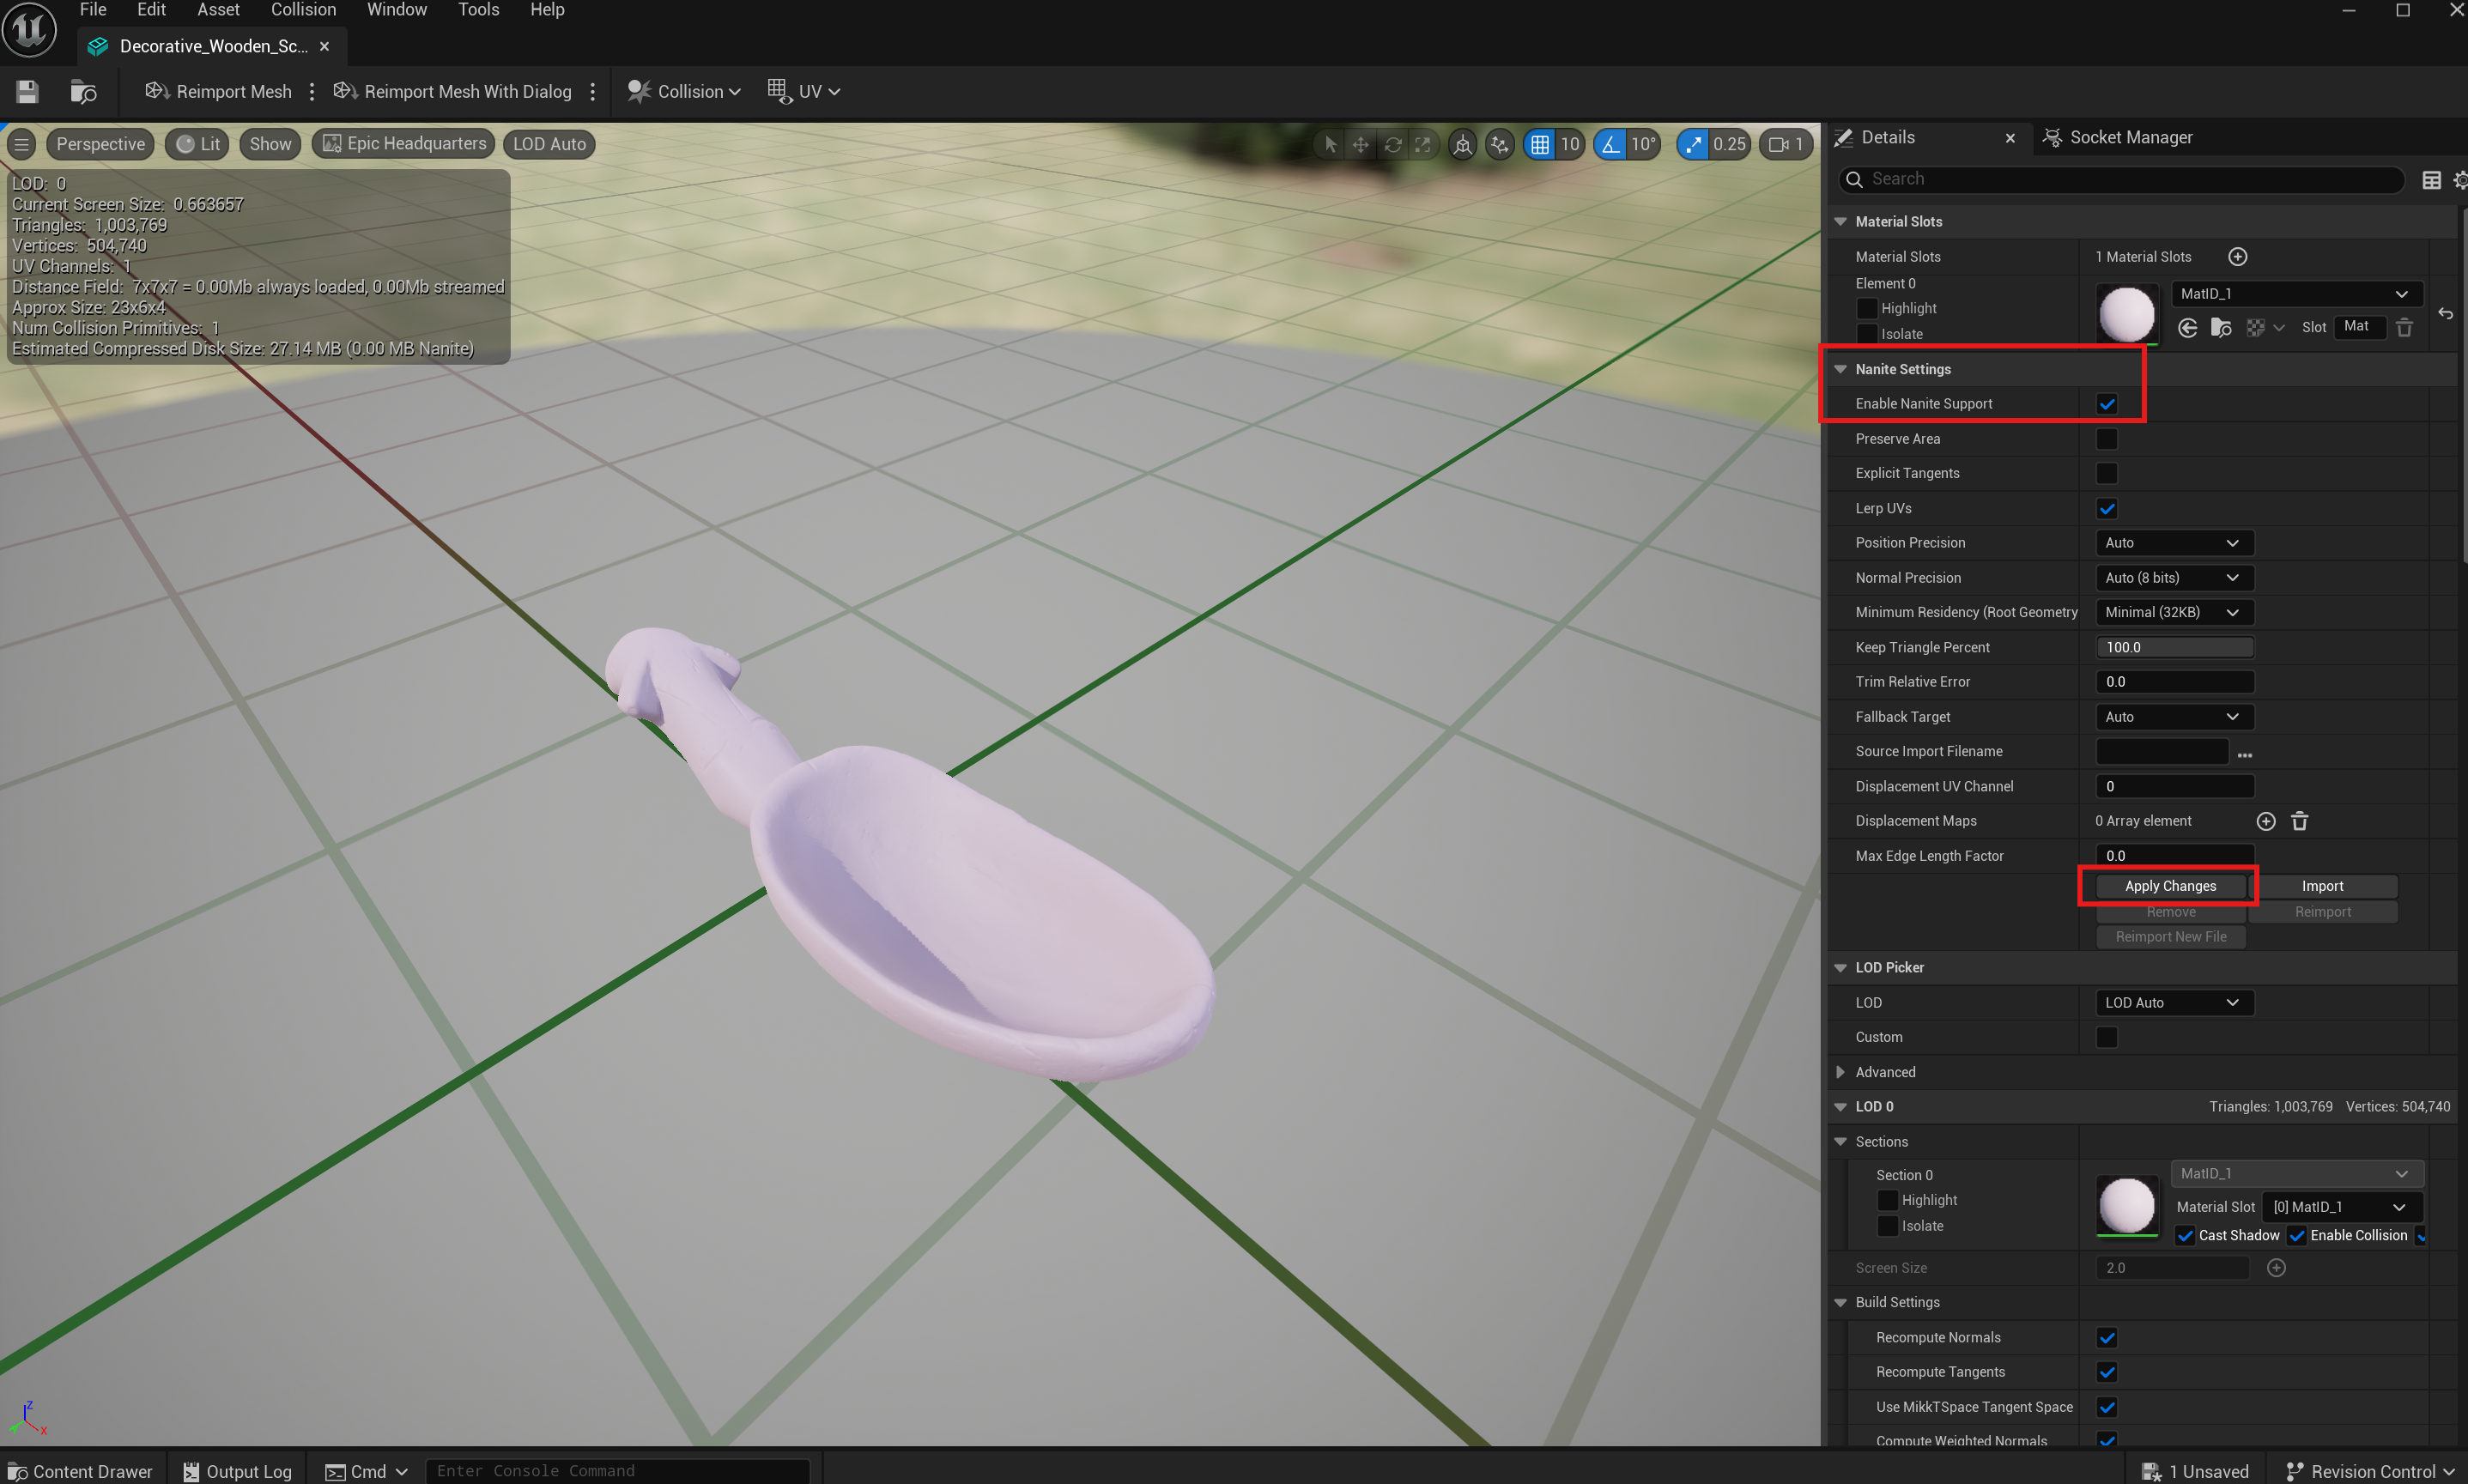 File Edit Asset Collision Window Tools Help
Decorative_Wooden_Sc...
Reimport Mesh Reimport Mesh With Dialog Collision UV
Perspective Lit Show Epic Headquarters LOD Auto 10 10° 0.25 1
LOD: 0
Current Screen Size: 0.663657
Triangles: 1,003,769
Vertices: 504,740
UV Channels: 1
Distance Field: 7x7x7 = 0.00Mb always loaded, 0.00Mb streamed
Approx Size: 23x6x4
Num Collision Primitives: 1
Estimated Compressed Disk Size: 27.14 MB (0.00 MB Nanite)
Z
X
Details Socket Manager
Search
Material Slots
Material Slots 1 Material Slots
Element 0
MatID_1
Highlight
Slot Mat
Isolate
Nanite Settings
Enable Nanite Support
Preserve Area
Explicit Tangents
Lerp UVs
Position Precision Auto
Normal Precision Auto (8 bits)
Minimum Residency (Root Geometry Minimal (32KB)
Keep Triangle Percent 100.0
Trim Relative Error 0.0
Fallback Target Auto
Source Import Filename
Displacement UV Channel 0
Displacement Maps 0 Array element
Max Edge Length Factor 0.0
Apply Changes Import
Remove Reimport
Reimport New File
LOD Picker
LOD LOD Auto
Custom
Advanced
LOD 0 Triangles: 1,003,769 Vertices: 504,740
Sections
Section 0 MatID_1
Highlight Material Slot [0] MatID_1
Isolate Cast Shadow Enable Collision
Screen Size 2.0
Build Settings
Recompute Normals
Recompute Tangents
Use MikkTSpace Tangent Space
Compute Weighted Normals
Content Drawer Output Log Cmd Enter Console Command 1 Unsaved Revision Control